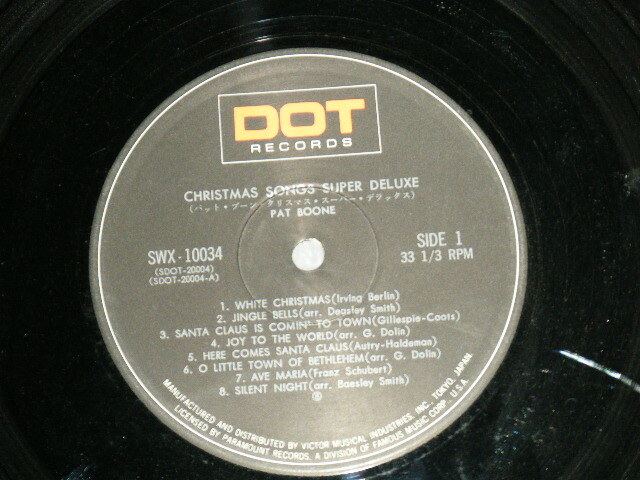 DOT
RECORDS
CHRISTMAS SONGS SUPER DELUXE
(パット・ブーン・クリスマス・スーパー・デラックス)
PAT BOONE
SWX-10034
(SDOT-20004)
(SDOT-20004-A)
SIDE 1
33 1/3 RPM
1. WHITE CHRISTMAS(Irving Berlin)
2. JINGLE BELLS(arr. Deasley Smith)
3. SANTA CLAUS IS COMIN' TO TOWN(Gillespie-Coots)
4. JOY TO THE WORLD(arr. G. Dolin)
5. HERE COMES SANTA CLAUS(Autry-Haldeman)
6. O LITTLE TOWN OF BETHLEHEM(arr. G. Dolin)
7. AVE MARIA(Franz Schubert)
8. SILENT NIGHT(arr. Baesley Smith)
MANUFACTURED AND DISTRIBUTED BY VICTOR MUSICAL INDUSTRIES, INC. TOKYO, JAPAN.
LICENSED BY PARAMOUNT RECORDS, A DIVISION OF FAMOUS MUSIC CORP. U.S.A.